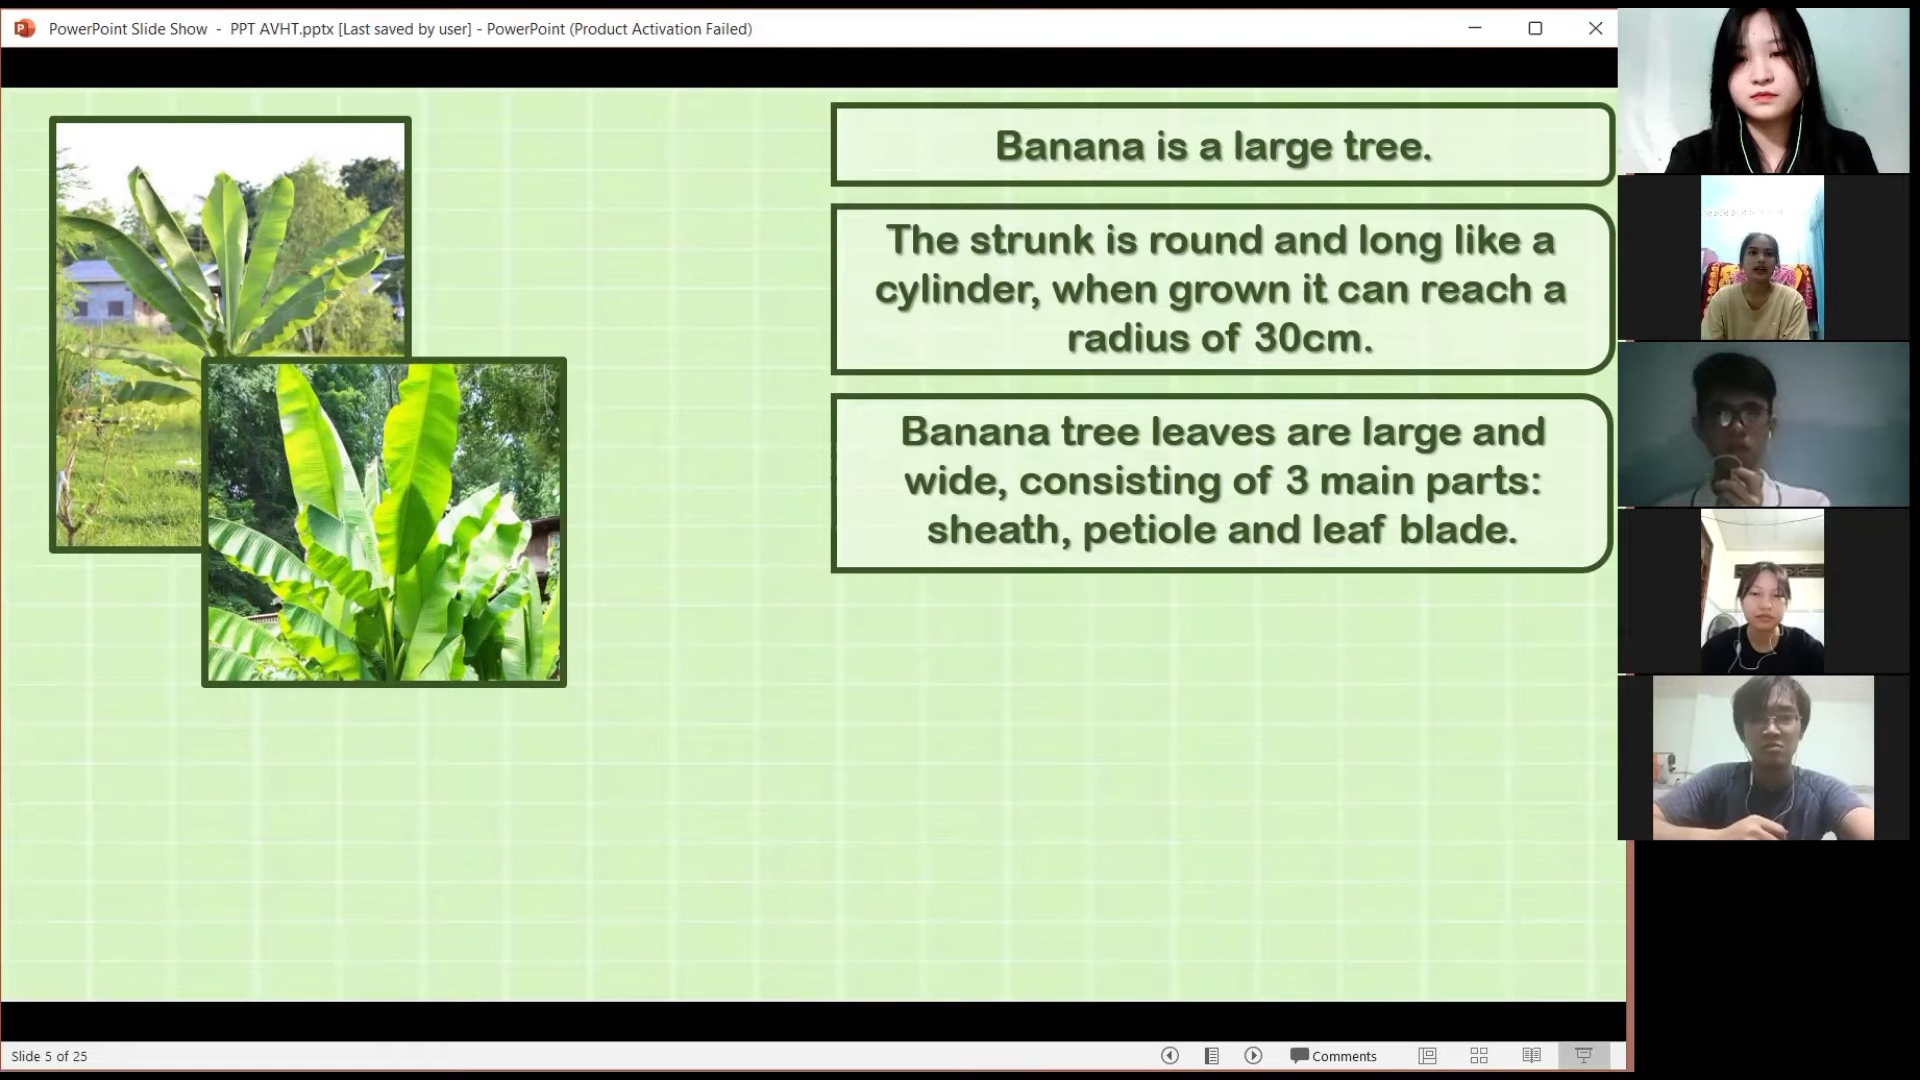 PowerPoint Slide Show - PPT AVHT.pptx [Last saved by user] - PowerPoint (Product Activation Failed)
Banana is a large tree.
The strunk is round and long like a
cylinder, when grown it can reach a
radius of 30cm.
Banana tree leaves are large and
wide, consisting of 3 main parts:
sheath, petiole and leaf blade.
Slide 5 of 25
Comments